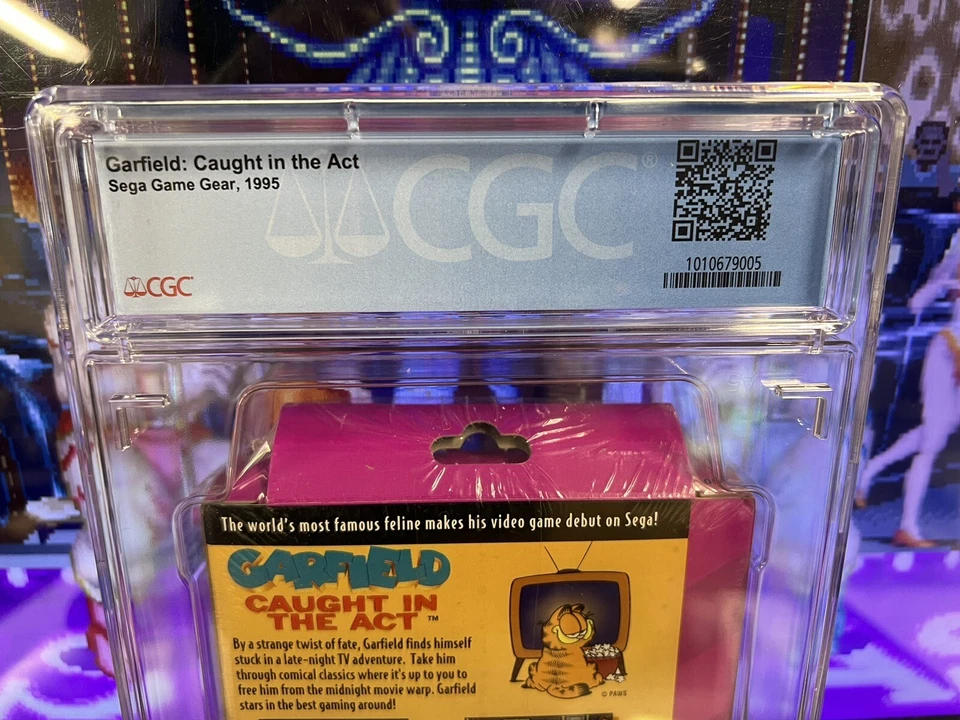 Garfield: Caught in the Act
Sega Game Gear, 1995
CGC®
CGC
1010679005
The world's most famous feline makes his video game debut on Sega!
GARFIELD
CAUGHT IN
THE ACT ™
By a strange twist of fate, Garfield finds himself
stuck in a late-night TV adventure. Take him
through comical classics where it's up to you to
free him from the midnight movie warp. Garfield
stars in the best gaming around!
© PAWS